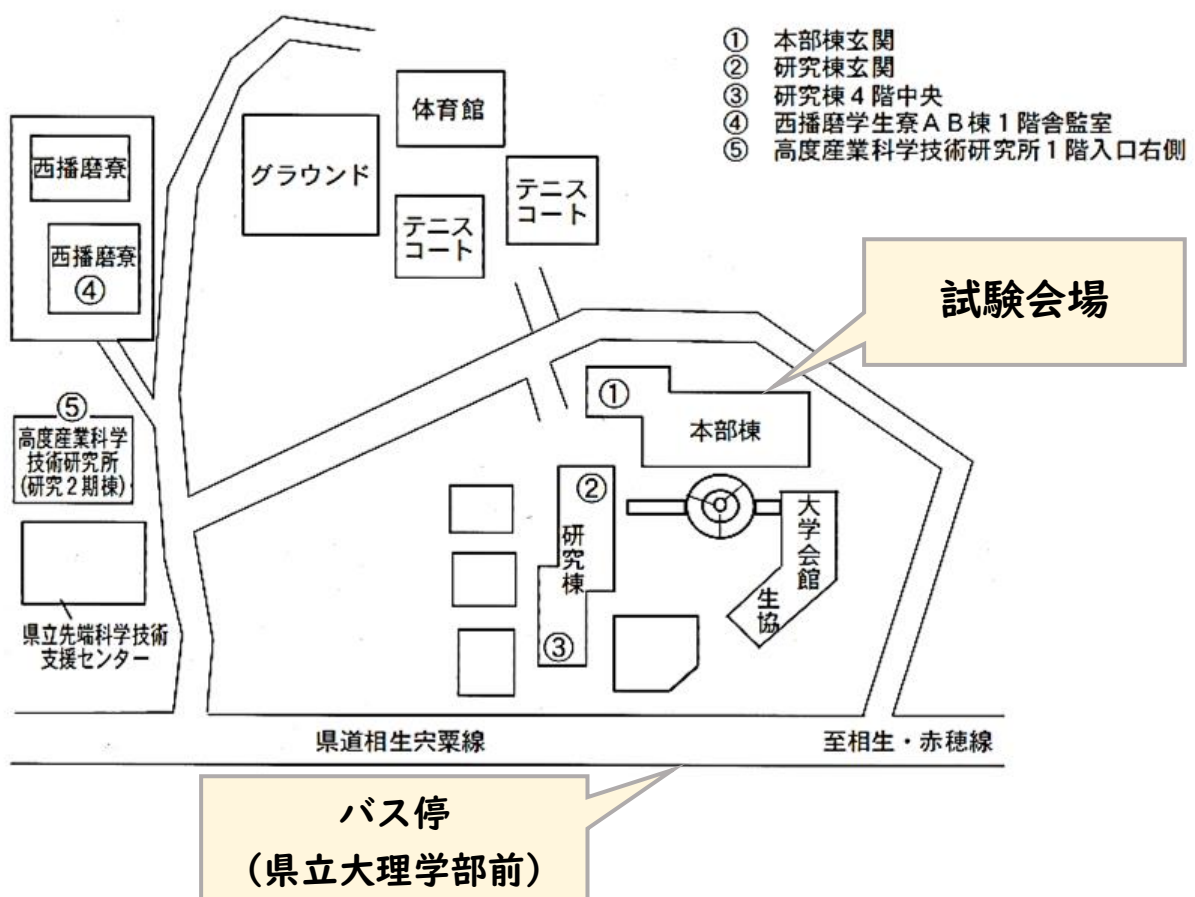 ① 本部棟玄関
② 研究棟玄関
③ 研究棟4階中央
④ 西播磨学生寮AB棟1階舎監室
⑤ 高度産業科学技術研究所1階入口右側
体育館
グラウンド
テニス
コート
テニス
コート
西播磨寮
西播磨寮
④
試験会場
①
本部棟
⑤
高度産業科学
技術研究所
(研究2期棟)
②
研究棟
③
大学会館
生協
県立先端科学技術
支援センター
県道相生宍粟線
至相生・赤穂線
バス停
(県立大理学部前)